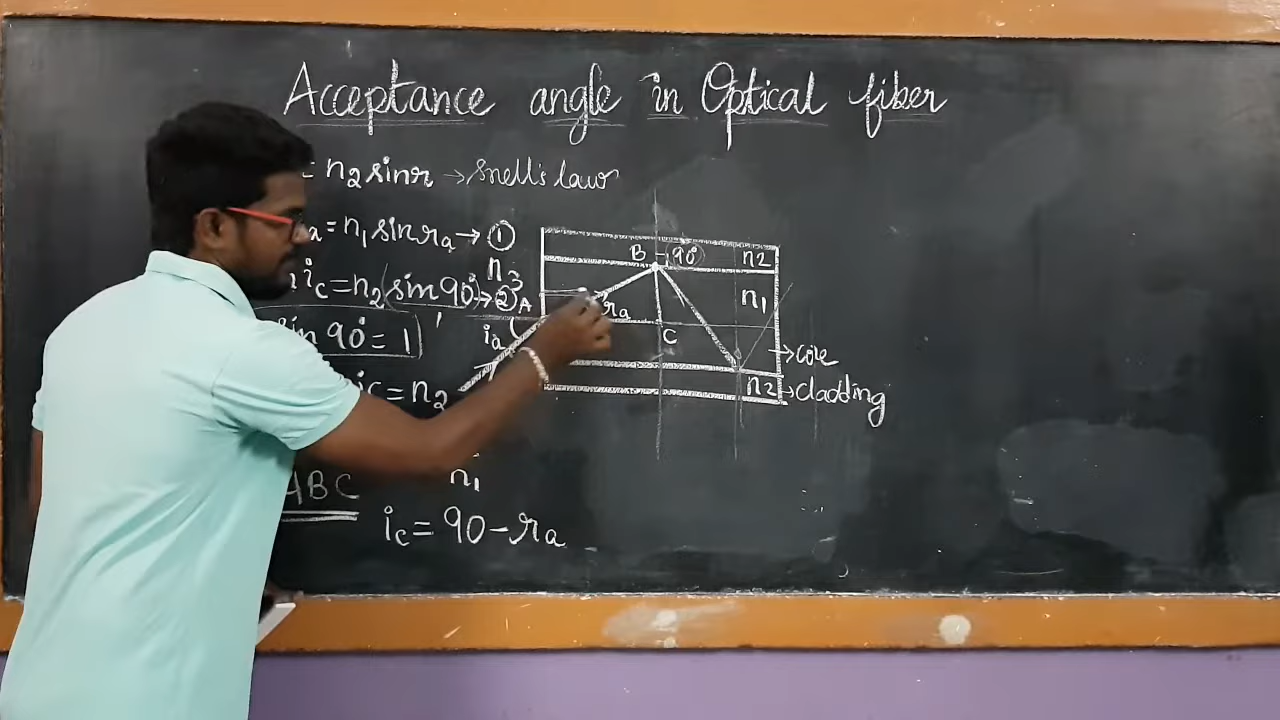 Acceptance angle in Optical fiber
= n₂ sin r → Snell's law
a = n₁ sin rₐ → ①
i_c = n₂ (sin 90° → ②
sin 90° = 1
i_c = n₂
n₁
ABC
i_c = 90 - rₐ
n₃
A
iₐ
rₐ
B
90°
n2
n₁
C
→ core
n2
→ cladding